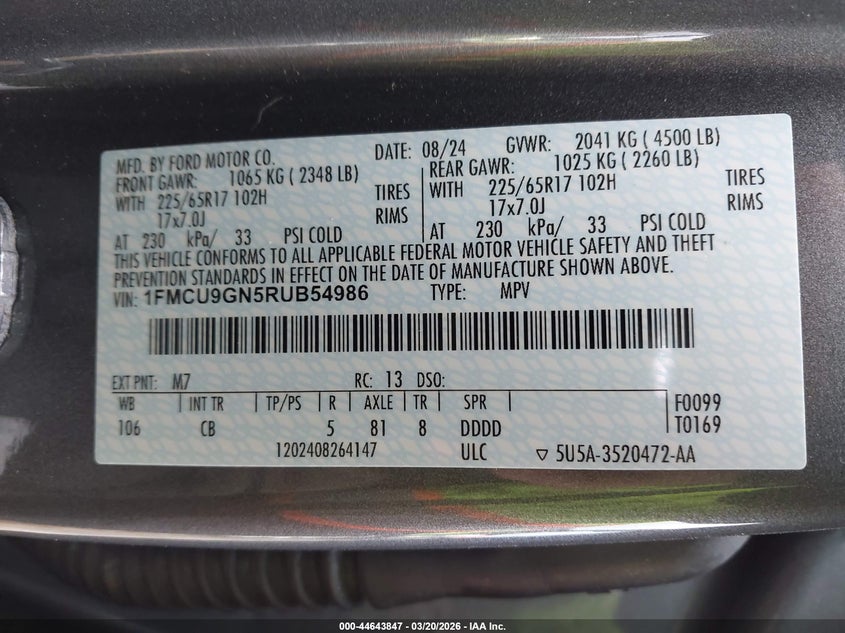 MFD. BY FORD MOTOR CO. DATE: 08/24 GVWR: 2041 KG ( 4500 LB)
FRONT GAWR: 1065 KG ( 2348 LB) REAR GAWR: 1025 KG ( 2260 LB)
WITH 225/65R17 102H TIRES WITH 225/65R17 102H TIRES
17x7.0J RIMS 17x7.0J RIMS
AT 230 kPa/ 33 PSI COLD AT 230 kPa/ 33 PSI COLD
THIS VEHICLE CONFORMS TO ALL APPLICABLE FEDERAL MOTOR VEHICLE SAFETY AND THEFT
PREVENTION STANDARDS IN EFFECT ON THE DATE OF MANUFACTURE SHOWN ABOVE.
VIN: 1FMCU9GN5RUB54986 TYPE: MPV
EXT PNT: M7 RC: 13 DSO:
WB INT TR TP/PS R AXLE TR SPR F0099
106 CB 5 81 8 DDDD T0169
1202408264147 ULC ▽ 5U5A-3520472-AA
000-44643847 — 03/20/2026 — IAA Inc.